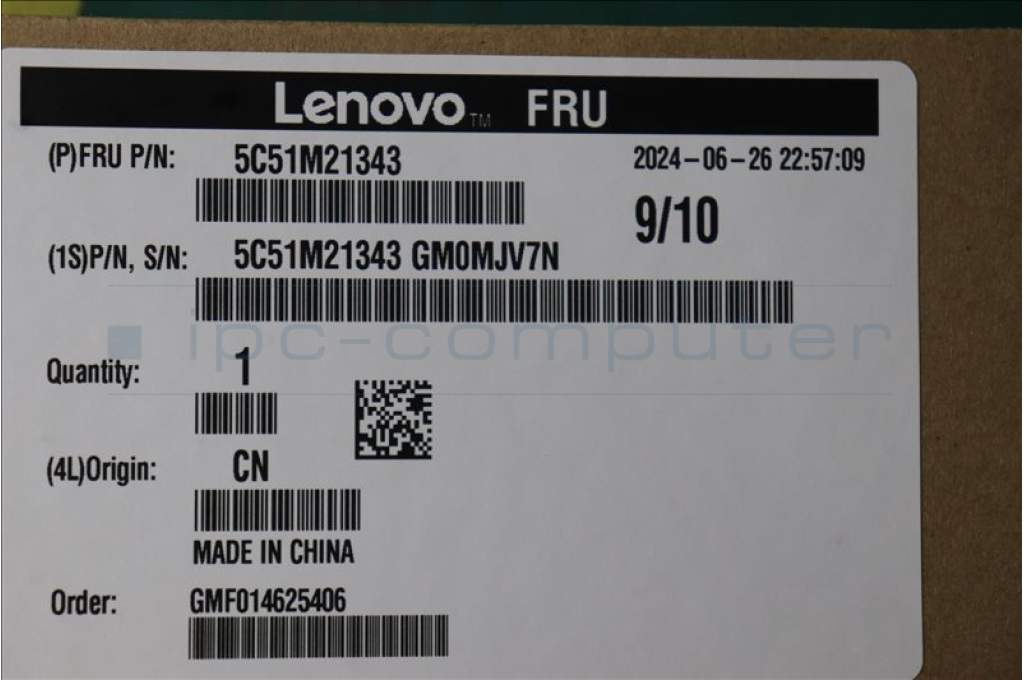 Lenovo™ FRU
(P)FRU P/N: 5C51M21343 2024-06-26 22:57:09
9/10
(1S)P/N, S/N: 5C51M21343 GM0MJV7N
ipc-computer
Quantity: 1
(4L)Origin: CN
MADE IN CHINA
Order: GMF014625406